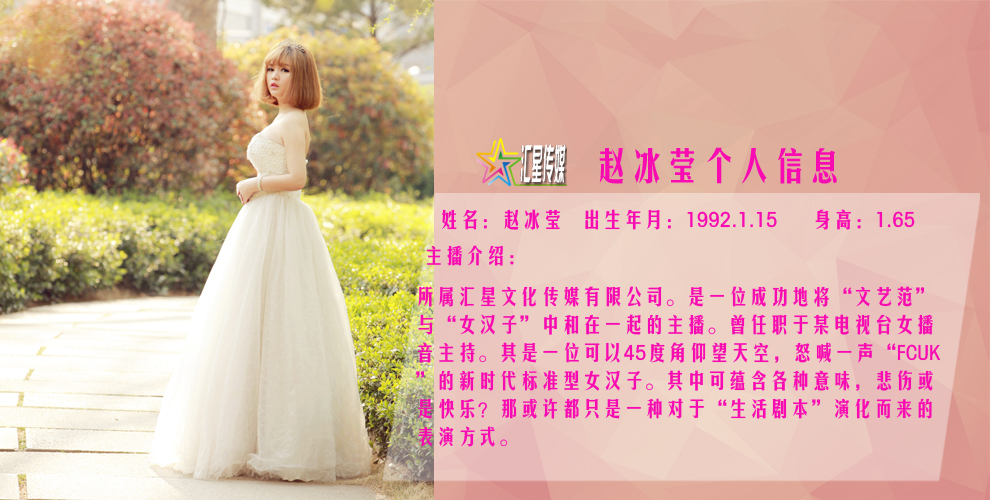 汇星传媒 赵冰莹个人信息
姓名：赵冰莹 出生年月：1992.1.15 身高：1.65
主播介绍：
所属汇星文化传媒有限公司。是一位成功地将“文艺范”
与“女汉子”中和在一起的主播。曾任职于某电视台女播
音主持。其是一位可以45度角仰望天空，怒喊一声“FCUK
”的新时代标准型女汉子。其中可蕴含各种意味，悲伤或
是快乐？那或许都只是一种对于“生活剧本”演化而来的
表演方式。